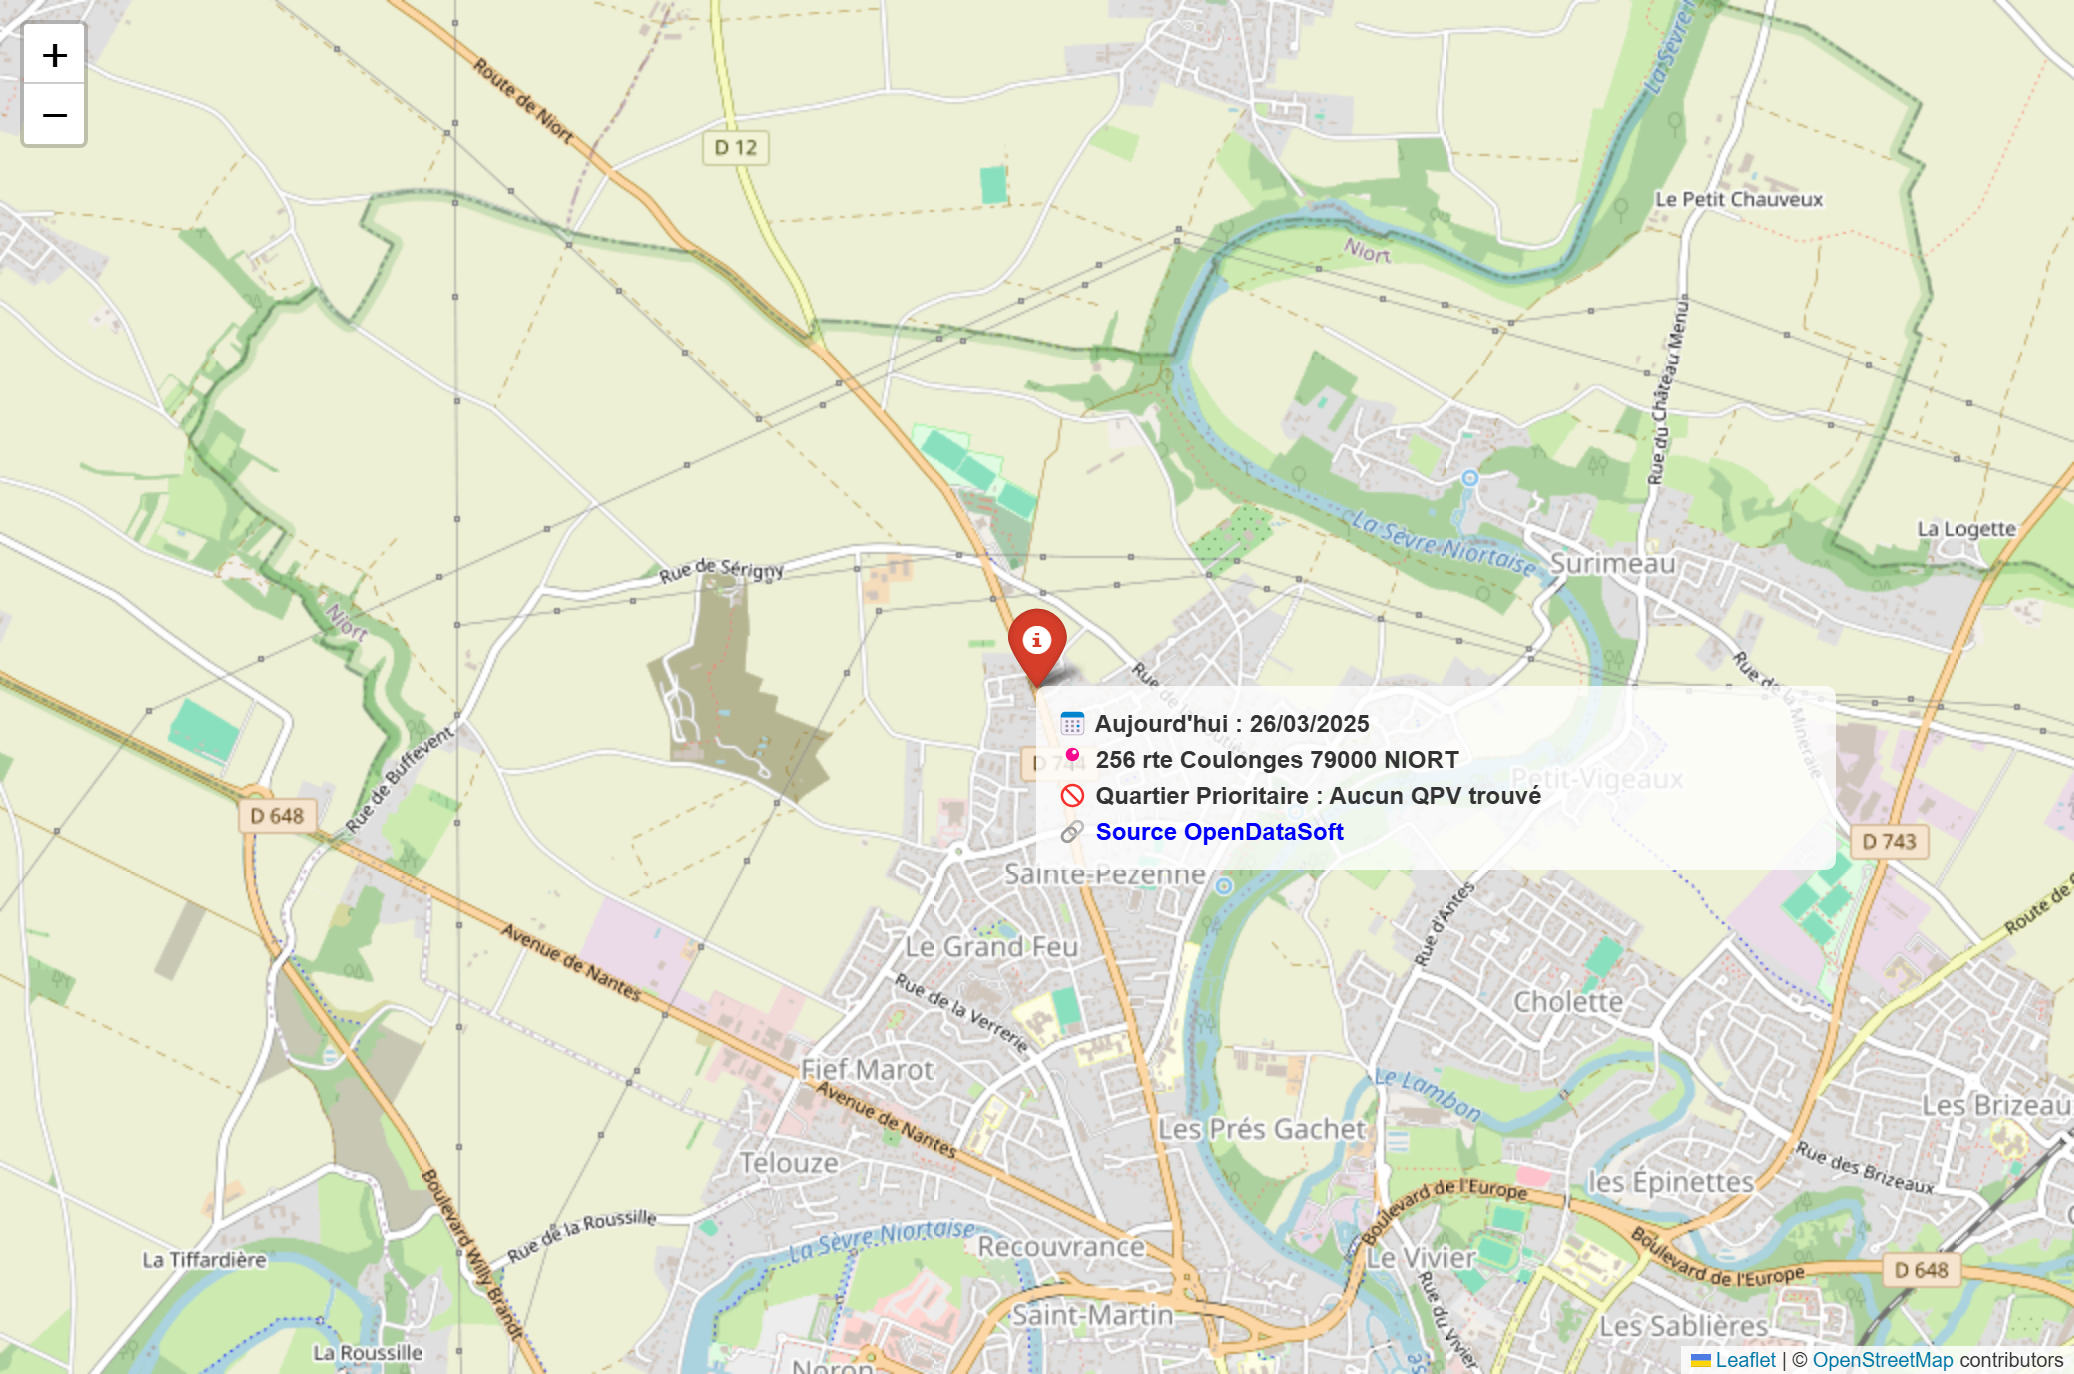 +
−
Route de Niort
D 12
La Sèvre
Le Petit Chauveux
Niort
Rue du Château Menu
La Sèvre Niortaise
La Logette
Surimeau
Rue de Sérigny
Niort
Rue de Buffevent
D 648
Rue de la
Rue de la Mineraie
Aujourd'hui : 26/03/2025
256 rte Coulonges 79000 NIORT
Quartier Prioritaire : Aucun QPV trouvé
Source OpenDataSoft
D 744
Petit-Vigeaux
D 743
Sainte-Pezenne
Rue d'Antes
Route de
Avenue de Nantes
Le Grand Feu
Rue de la Verrerie
Cholette
Fief Marot
Avenue de Nantes
Le Lambon
Les Brizeau
Les Prés Gachet
Telouze
Rue des Brizeaux
les Épinettes
Boulevard de l'Europe
Boulevard Willy Brandt
Rue de la Roussille
La Sèvre Niortaise
Recouvrance
La Tiffardière
Le Vivier
Boulevard de l'Europe
D 648
Saint-Martin
Rue du Vivier
Les Sablières
La Roussille
Noron
Leaflet | © OpenStreetMap contributors